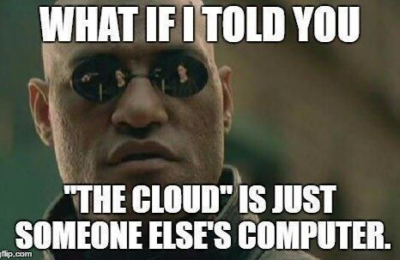 WHAT IF I TOLD YOU
"THE CLOUD" IS JUST
SOMEONE ELSE'S COMPUTER.
imgflip.com